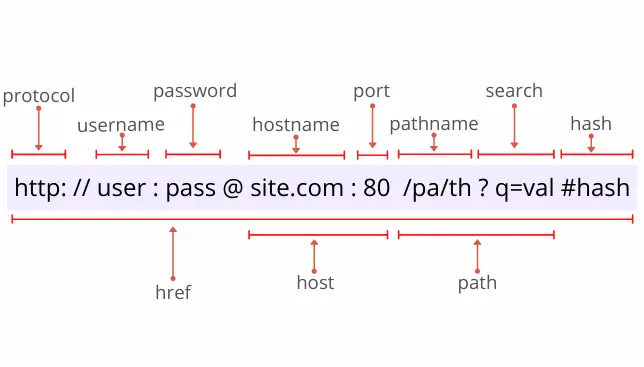 protocol
username
password
hostname
port
pathname
search
hash
http: // user : pass @ site.com : 80 /pa/th ? q=val #hash
href
host
path